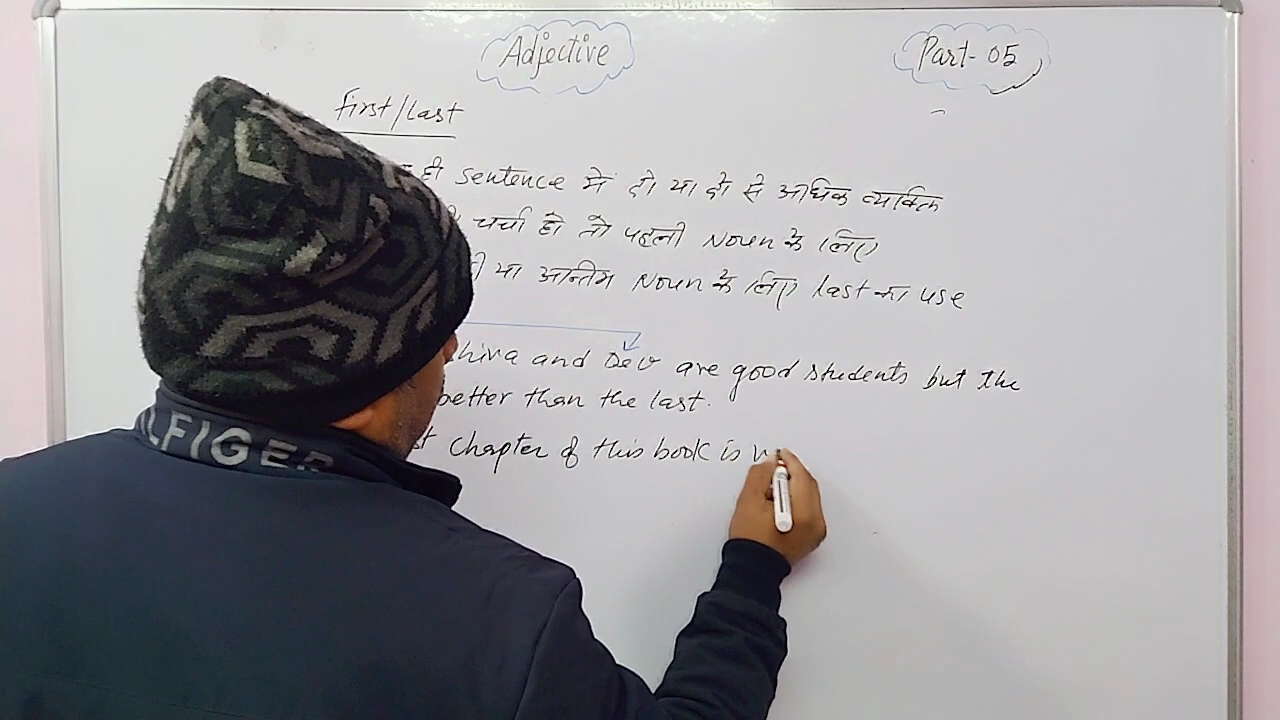 Adjective
Part- 05
first/last
ही sentence में दो या दो से अधिक व्यक्ति
चर्चा हो तो पहली Noun के लिए
या अन्तिम Noun के लिए last का use
and Dev are good students but the
better than the last.
chapter of this book is
HILFIGER